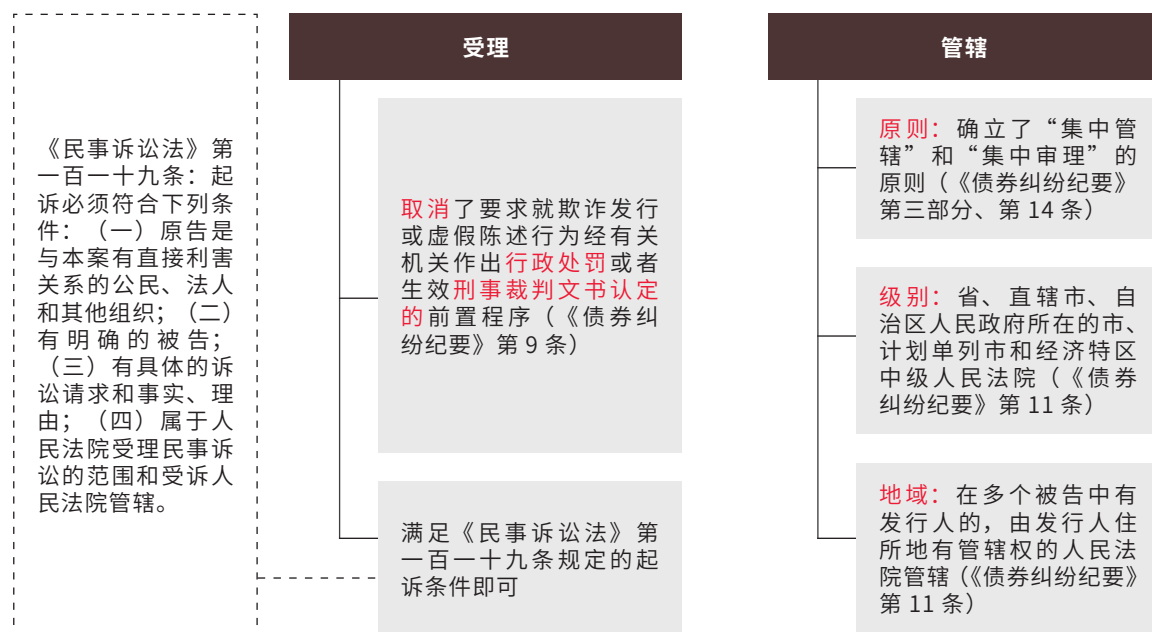 《民事诉讼法》第
一百一十九条：起
诉必须符合下列条
件：（一）原告是
与本案有直接利害
关系的公民、法人
和其他组织；（二）
有明确的被告；
（三）有具体的诉
讼请求和事实、理
由；（四）属于人
民法院受理民事诉
讼的范围和受诉人
民法院管辖。
受理
取消了要求就欺诈发行
或虚假陈述行为经有关
机关作出行政处罚或者
生效刑事裁判文书认定
的前置程序（《债券纠
纷纪要》第 9 条）
满足《民事诉讼法》第
一百一十九条规定的起
诉条件即可
管辖
原则：确立了“集中管
辖”和“集中审理”的
原则（《债券纠纷纪要》
第三部分、第 14 条）
级别：省、直辖市、自
治区人民政府所在的市、
计划单列市和经济特区
中级人民法院（《债券
纠纷纪要》第 11 条）
地域：在多个被告中有
发行人的，由发行人住
所地有管辖权的人民法
院管辖（《债券纠纷纪要》
第 11 条）